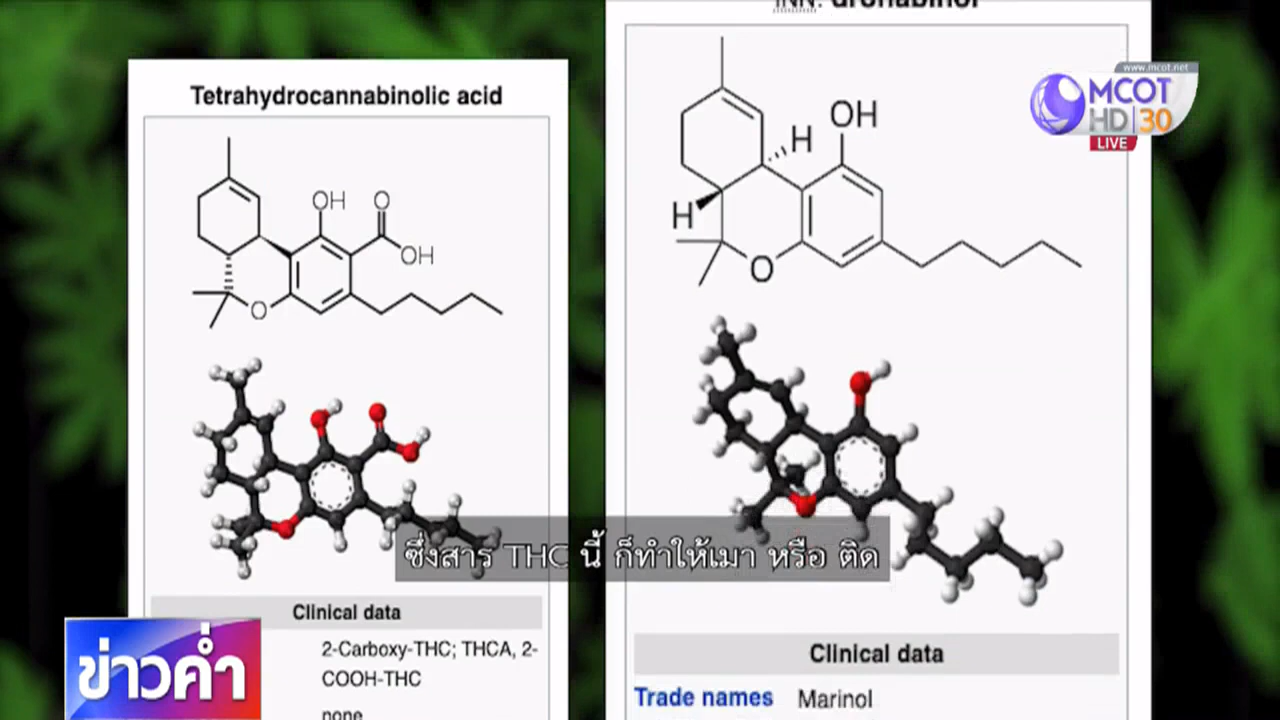 INN: dronabinol
www.mcot.net
MCOT
HD 30
LIVE
Tetrahydrocannabinolic acid
OH
O
OH
O
OH
H
H
O
ซึ่งสาร THC นี้ ก็ทำให้เมา หรือ ติด
Clinical data
2-Carboxy-THC; THCA, 2-
COOH-THC
none
Clinical data
Trade names Marinol
ข่าวค่ำ